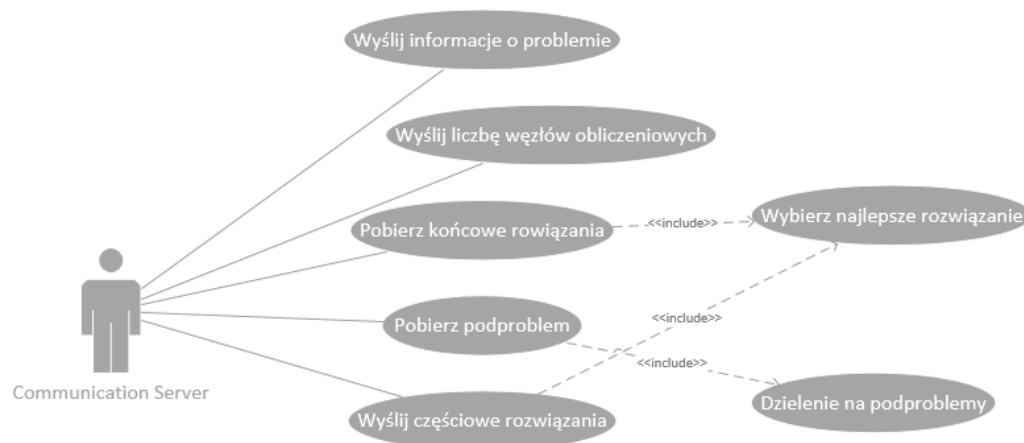 Wyślij informacje o problemie
Wyślij liczbę węzłów obliczeniowych
Pobierz końcowe rowiązania
<<include>>
Wybierz najlepsze rozwiązanie
<<include>>
Pobierz podproblem
<<include>>
Communication Server
Wyślij częściowe rozwiązania
Dzielenie na podproblemy